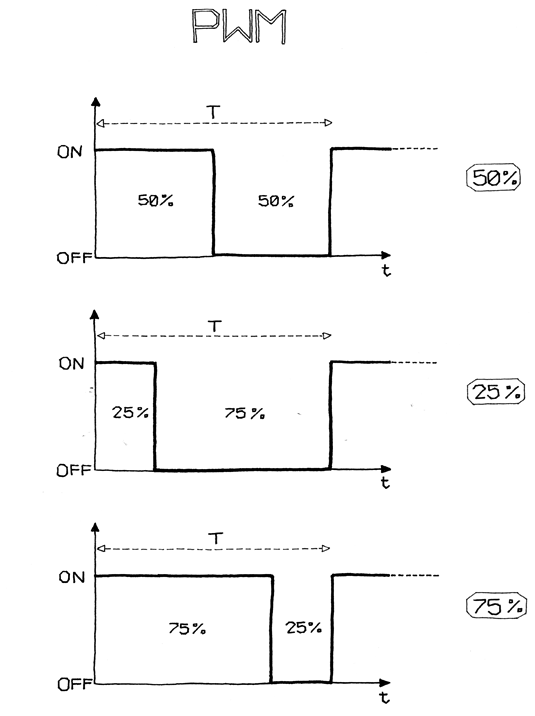 PWM
T
ON
50% 50%
50%
OFF
t
T
ON
25%
25% 75%
OFF
t
T
ON
75%
75% 25%
OFF
t